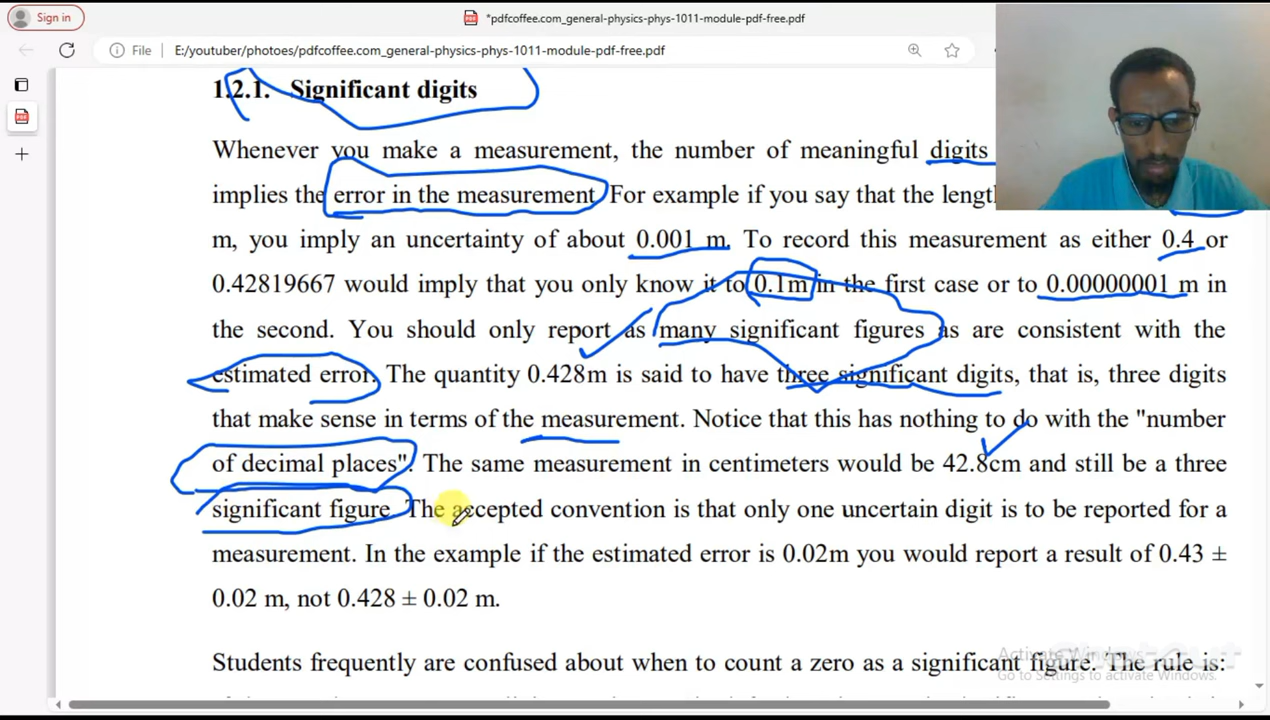 Sign in
*pdfcoffee.com_general-physics-phys-1011-module-pdf-free.pdf
File
E:/youtuber/photoes/pdfcoffee.com_general-physics-phys-1011-module-pdf-free.pdf
1.2.1. Significant digits
Whenever you make a measurement, the number of meaningful digits
implies the error in the measurement. For example if you say that the length
m, you imply an uncertainty of about 0.001 m. To record this measurement as either 0.4 or
0.42819667 would imply that you only know it to 0.1m in the first case or to 0.00000001 m in
the second. You should only report as many significant figures as are consistent with the
estimated error. The quantity 0.428m is said to have three significant digits, that is, three digits
that make sense in terms of the measurement. Notice that this has nothing to do with the "number
of decimal places". The same measurement in centimeters would be 42.8cm and still be a three
significant figure. The accepted convention is that only one uncertain digit is to be reported for a
measurement. In the example if the estimated error is 0.02m you would report a result of 0.43 ±
0.02 m, not 0.428 ± 0.02 m.
Activate Windows
Students frequently are confused about when to count a zero as a significant figure. The rule is:
Go to Settings to activate Windows.